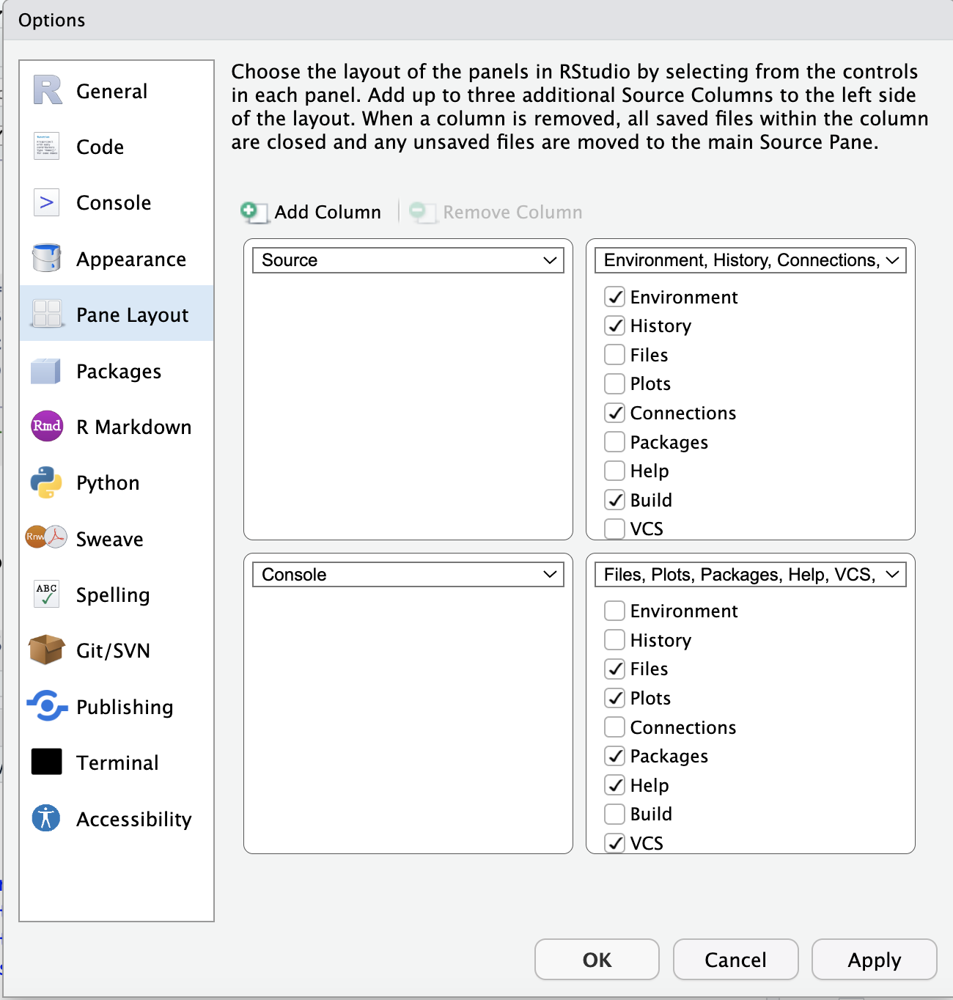 Options
General
Code
Console
Appearance
Pane Layout
Packages
Rmd
R Markdown
Python
Rnw
Sweave
ABC
Spelling
Git/SVN
Publishing
Terminal
Accessibility
Choose the layout of the panels in RStudio by selecting from the controls
in each panel. Add up to three additional Source Columns to the left side
of the layout. When a column is removed, all saved files within the column
are closed and any unsaved files are moved to the main Source Pane.
Add Column
Remove Column
Source
Environment, History, Connections,
Environment
History
Files
Plots
Connections
Packages
Help
Build
VCS
Console
Files, Plots, Packages, Help, VCS,
Environment
History
Files
Plots
Connections
Packages
Help
Build
VCS
OK
Cancel
Apply